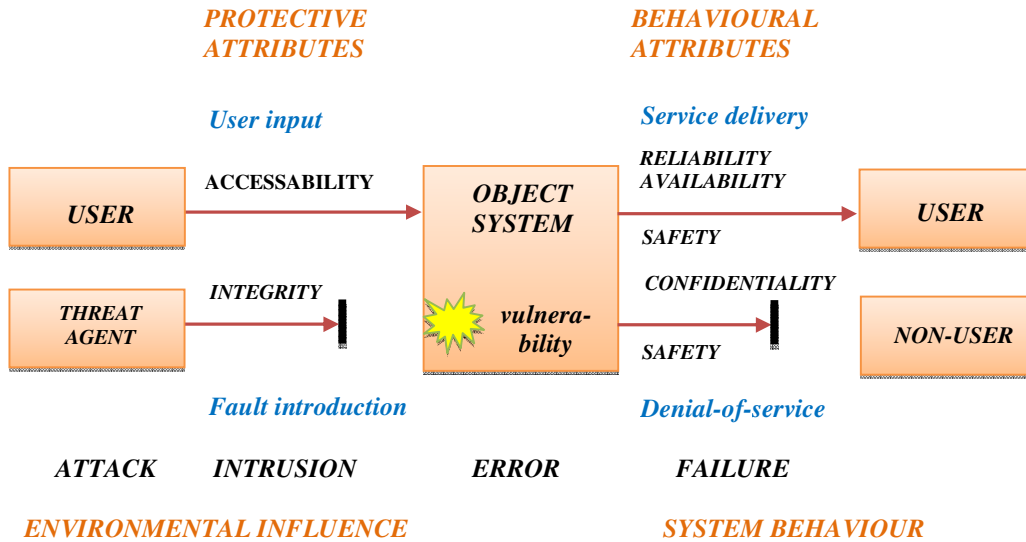 PROTECTIVE
ATTRIBUTES
BEHAVIOURAL
ATTRIBUTES
User input
Service delivery
USER
ACCESSABILITY
OBJECT
SYSTEM
RELIABILITY
AVAILABILITY
SAFETY
USER
THREAT
AGENT
INTEGRITY
vulnera-
bility
CONFIDENTIALITY
SAFETY
NON-USER
Fault introduction
Denial-of-service
ATTACK
INTRUSION
ERROR
FAILURE
ENVIRONMENTAL INFLUENCE
SYSTEM BEHAVIOUR